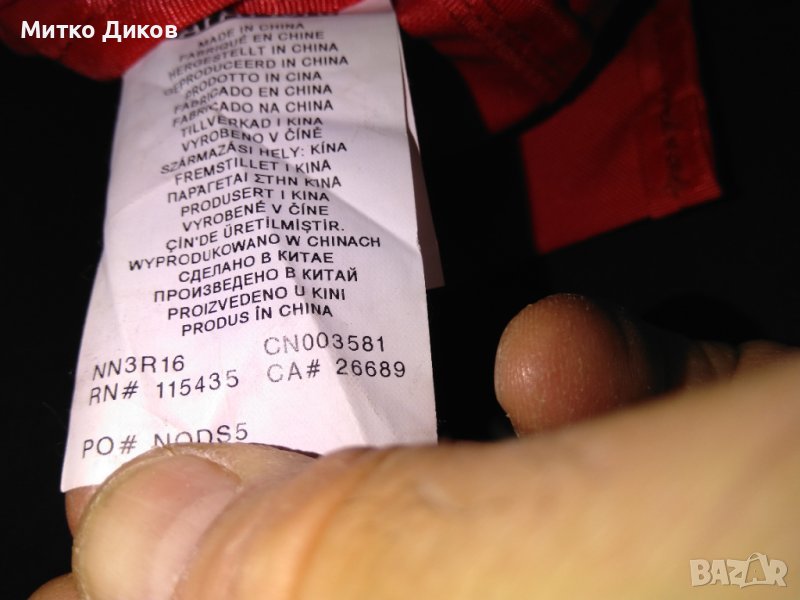 Митко Диков
MADE IN CHINA
FABRIQUÉ EN CHINE
HERGESTELLT IN CHINA
GEPRODUCEERD IN CHINA
PRODOTTO IN CINA
FABRICADO EN CHINA
FABRICADO NA CHINA
TILLVERKAD I KINA
VYROBENO V ČÍNĚ
SZÁRMAZÁSI HELY: KÍNA
FREMSTILLET I KINA
ΠΑΡΑΓΕΤΑΙ ΣΤΗΝ ΚΙΝΑ
PRODUSERT I KINA
VYROBENÉ V ČÍNE
ÇİN'DE ÜRETİLMİŞTİR.
WYPRODUKOWANO W CHINACH
СДЕЛАНО В КИТАЕ
ПРОИЗВЕДЕНО В КИТАЙ
PROIZVEDENO U KINI
PRODUS ÎN CHINA
NN3R16 CN003581
RN# 115435 CA# 26689
PO# NODS5
BAZAR